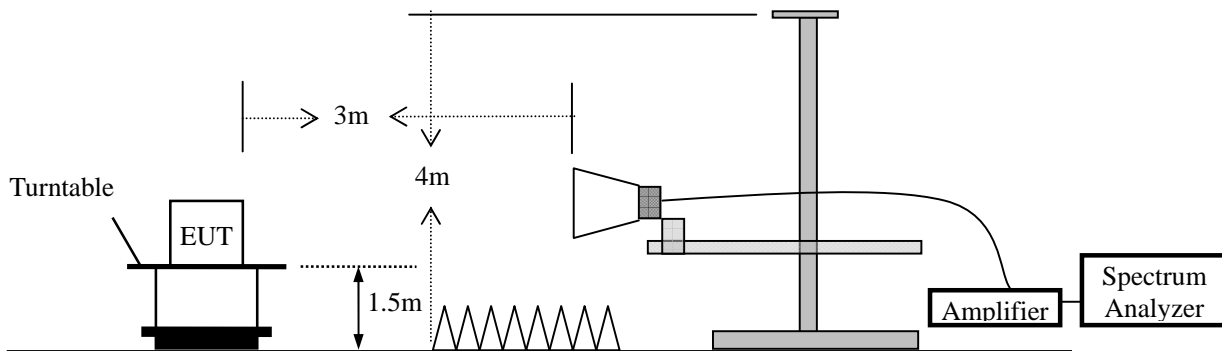 3m
4m
Turntable
EUT
1.5m
Amplifier
Spectrum
Analyzer